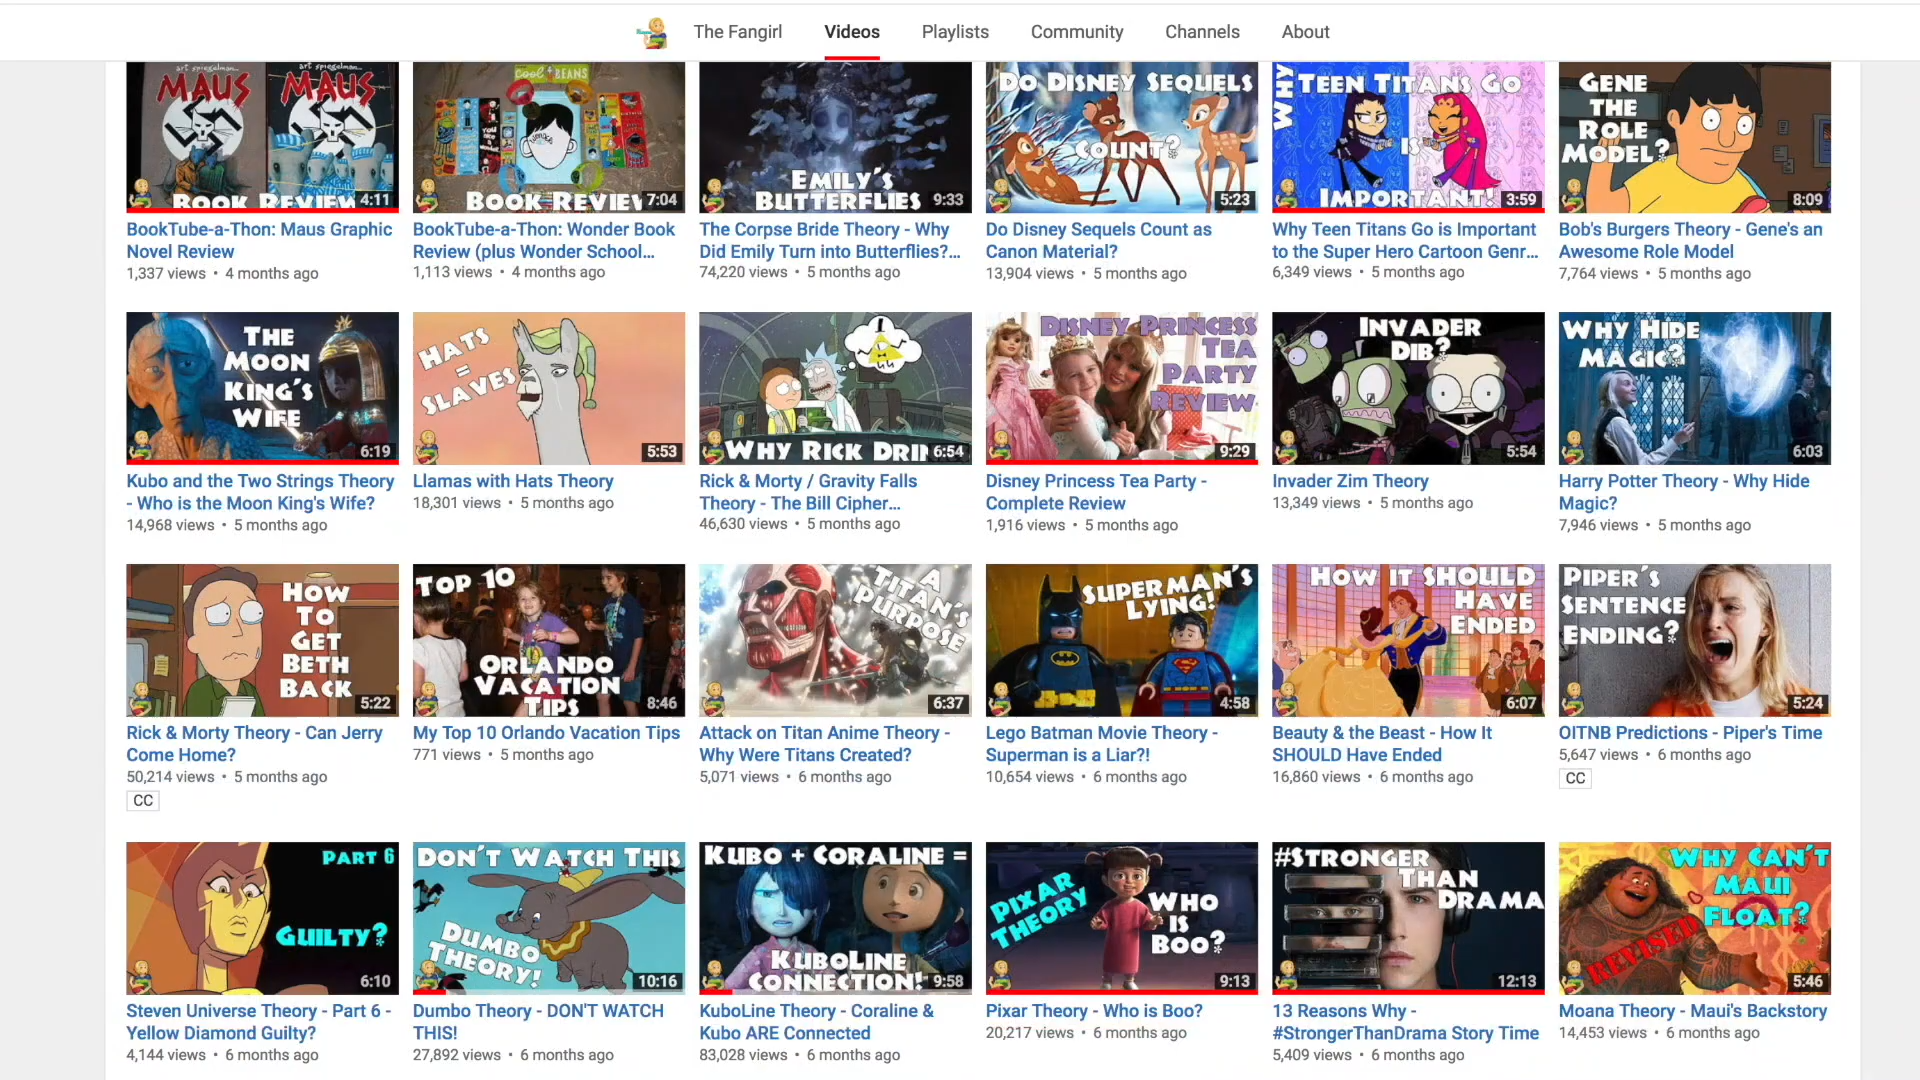 The Fangirl
Videos
Playlists
Community
Channels
About
art spiegelman
MAUS
art spiegelman
MAUS
BOOK REVIEW
4:11
COOL BEANS
WONDER
BOOK REVIEW
7:04
EMILY'S
BUTTERFLIES
9:33
DO DISNEY SEQUELS
COUNT?
5:23
WHY
TEEN TITANS GO
IS
IMPORTANT!
3:59
GENE
THE
ROLE
MODEL?
8:09
BookTube-a-Thon: Maus Graphic
Novel Review
1,337 views • 4 months ago
BookTube-a-Thon: Wonder Book
Review (plus Wonder School...
1,113 views • 4 months ago
The Corpse Bride Theory - Why
Did Emily Turn into Butterflies?...
74,220 views • 5 months ago
Do Disney Sequels Count as
Canon Material?
13,904 views • 5 months ago
Why Teen Titans Go is Important
to the Super Hero Cartoon Genr...
6,349 views • 5 months ago
Bob's Burgers Theory - Gene's an
Awesome Role Model
7,764 views • 5 months ago
THE
MOON
KING'S
WIFE
6:19
HATS
=
SLAVES
5:53
WHY RICK DRIN
6:54
DISNEY PRINCESS
TEA
PARTY
REVIEW
9:29
INVADER
DIB?
5:54
WHY HIDE
MAGIC?
6:03
Kubo and the Two Strings Theory
- Who is the Moon King's Wife?
14,968 views • 5 months ago
Llamas with Hats Theory
18,301 views • 5 months ago
Rick & Morty / Gravity Falls
Theory - The Bill Cipher...
46,630 views • 5 months ago
Disney Princess Tea Party -
Complete Review
1,916 views • 5 months ago
Invader Zim Theory
13,349 views • 5 months ago
Harry Potter Theory - Why Hide
Magic?
7,946 views • 5 months ago
HOW
TO
GET
BETH
BACK
5:22
TOP 10
ORLANDO
VACATION
TIPS
8:46
A
TITAN'S
PURPOSE
6:37
SUPERMAN'S
LYING!
4:58
HOW IT SHOULD
HAVE
ENDED
6:07
PIPER'S
SENTENCE
ENDING?
5:24
Rick & Morty Theory - Can Jerry
Come Home?
50,214 views • 5 months ago
CC
My Top 10 Orlando Vacation Tips
771 views • 5 months ago
Attack on Titan Anime Theory -
Why Were Titans Created?
5,071 views • 6 months ago
Lego Batman Movie Theory -
Superman is a Liar?!
10,654 views • 6 months ago
Beauty & the Beast - How It
SHOULD Have Ended
16,860 views • 6 months ago
OITNB Predictions - Piper's Time
5,647 views • 6 months ago
CC
PART 6
GUILTY?
6:10
DON'T WATCH THIS
DUMBO
THEORY!
10:16
KUBO + CORALINE =
KUBOLINE
CONNECTION!
9:58
PIXAR
THEORY
WHO
IS
BOO?
9:13
#STRONGER
THAN
DRAMA
12:13
WHY CAN'T
MAUI
FLOAT?
REVISED
5:46
Steven Universe Theory - Part 6 -
Yellow Diamond Guilty?
4,144 views • 6 months ago
Dumbo Theory - DON'T WATCH
THIS!
27,892 views • 6 months ago
KuboLine Theory - Coraline &
Kubo ARE Connected
83,028 views • 6 months ago
Pixar Theory - Who is Boo?
20,217 views • 6 months ago
13 Reasons Why -
#StrongerThanDrama Story Time
5,409 views • 6 months ago
Moana Theory - Maui's Backstory
14,453 views • 6 months ago